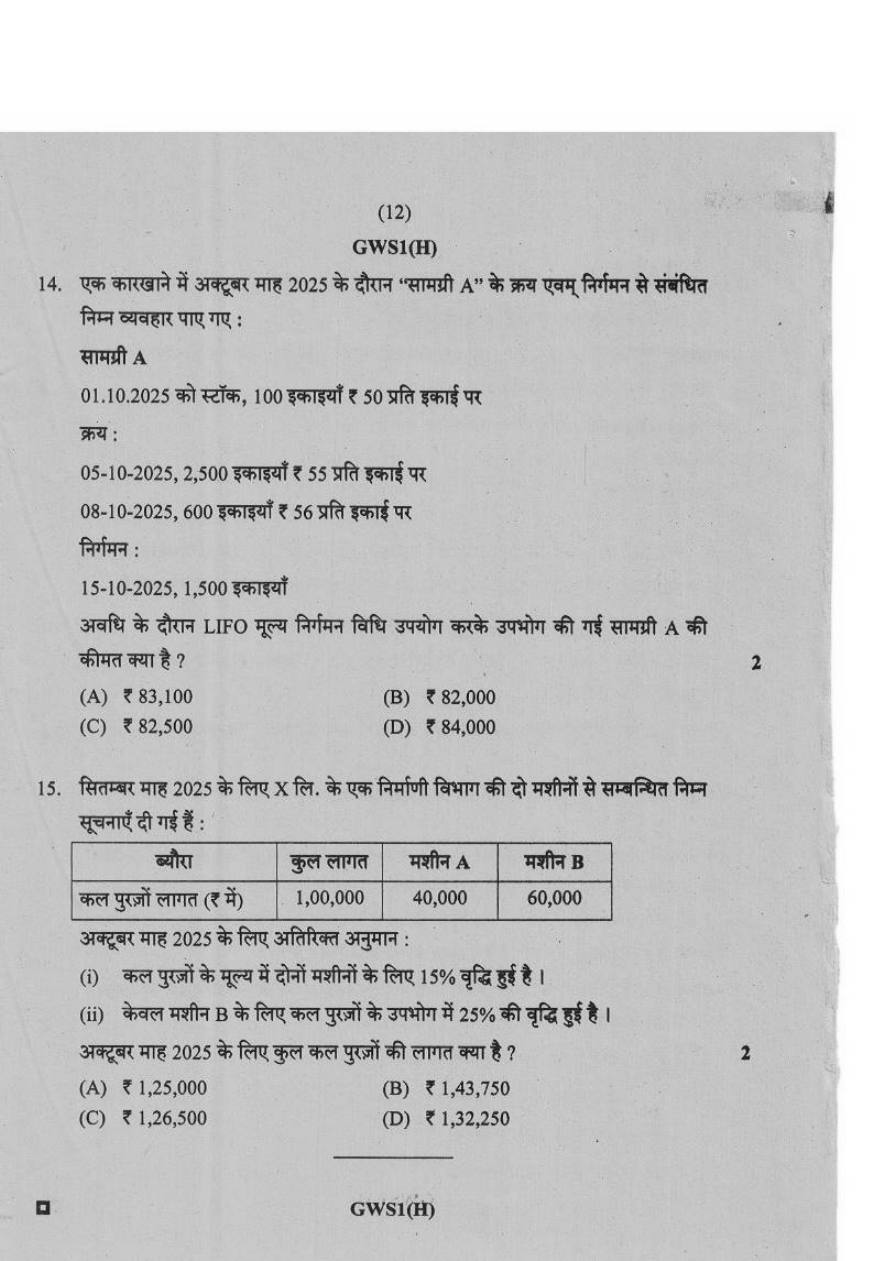 (12)
GWS1(H)
14. एक कारखाने में अक्टूबर माह 2025 के दौरान “सामग्री A” के क्रय एवम् निर्गमन से संबंधित
निम्न व्यवहार पाए गए :
सामग्री A
01.10.2025 को स्टॉक, 100 इकाइयाँ ₹ 50 प्रति इकाई पर
क्रय :
05-10-2025, 2,500 इकाइयाँ ₹ 55 प्रति इकाई पर
08-10-2025, 600 इकाइयाँ ₹ 56 प्रति इकाई पर
निर्गमन :
15-10-2025, 1,500 इकाइयाँ
अवधि के दौरान LIFO मूल्य निर्गमन विधि उपयोग करके उपभोग की गई सामग्री A की
कीमत क्या है ? 2
(A) ₹ 83,100 (B) ₹ 82,000
(C) ₹ 82,500 (D) ₹ 84,000
15. सितम्बर माह 2025 के लिए X लि. के एक निर्माणी विभाग की दो मशीनों से सम्बन्धित निम्न
सूचनाएँ दी गई हैं :
ब्यौरा कुल लागत मशीन A मशीन B
कल पुरज़ों लागत (₹ में) 1,00,000 40,000 60,000
अक्टूबर माह 2025 के लिए अतिरिक्त अनुमान :
(i) कल पुरज़ों के मूल्य में दोनों मशीनों के लिए 15% वृद्धि हुई है ।
(ii) केवल मशीन B के लिए कल पुरज़ों के उपभोग में 25% की वृद्धि हुई है ।
अक्टूबर माह 2025 के लिए कुल कल पुरज़ों की लागत क्या है ? 2
(A) ₹ 1,25,000 (B) ₹ 1,43,750
(C) ₹ 1,26,500 (D) ₹ 1,32,250
GWS1(H)